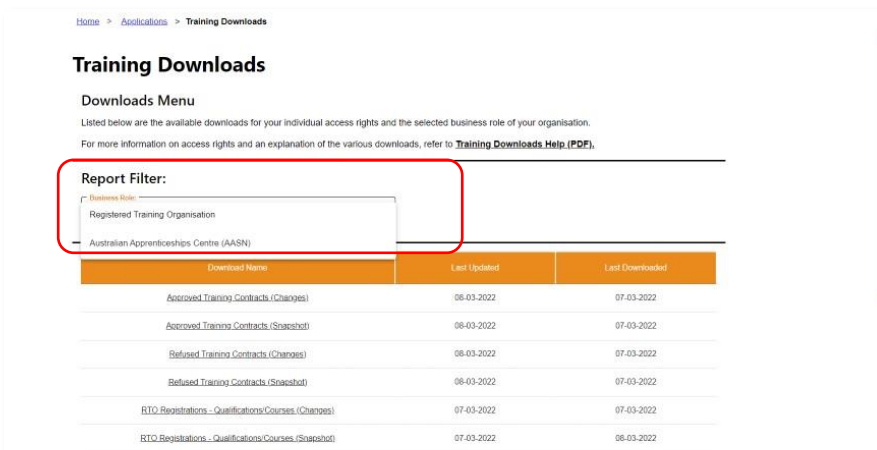 Home > Applications > Training Downloads
Training Downloads
Downloads Menu
Listed below are the available downloads for your individual access rights and the selected business role of your organisation.
For more information on access rights and an explanation of the various downloads, refer to Training Downloads Help (PDF).
Report Filter:
Business Role:
Registered Training Organisation
Australian Apprenticeships Centre (AASN)
Download Name Last Updated Last Downloaded
Approved Training Contracts (Changes) 08-03-2022 07-03-2022
Approved Training Contracts (Snapshot) 08-03-2022 07-03-2022
Refused Training Contracts (Changes) 08-03-2022 07-03-2022
Refused Training Contracts (Snapshot) 08-03-2022 07-03-2022
RTO Registrations - Qualifications/Courses (Changes) 07-03-2022 07-03-2022
RTO Registrations - Qualifications/Courses (Snapshot) 07-03-2022 08-03-2022